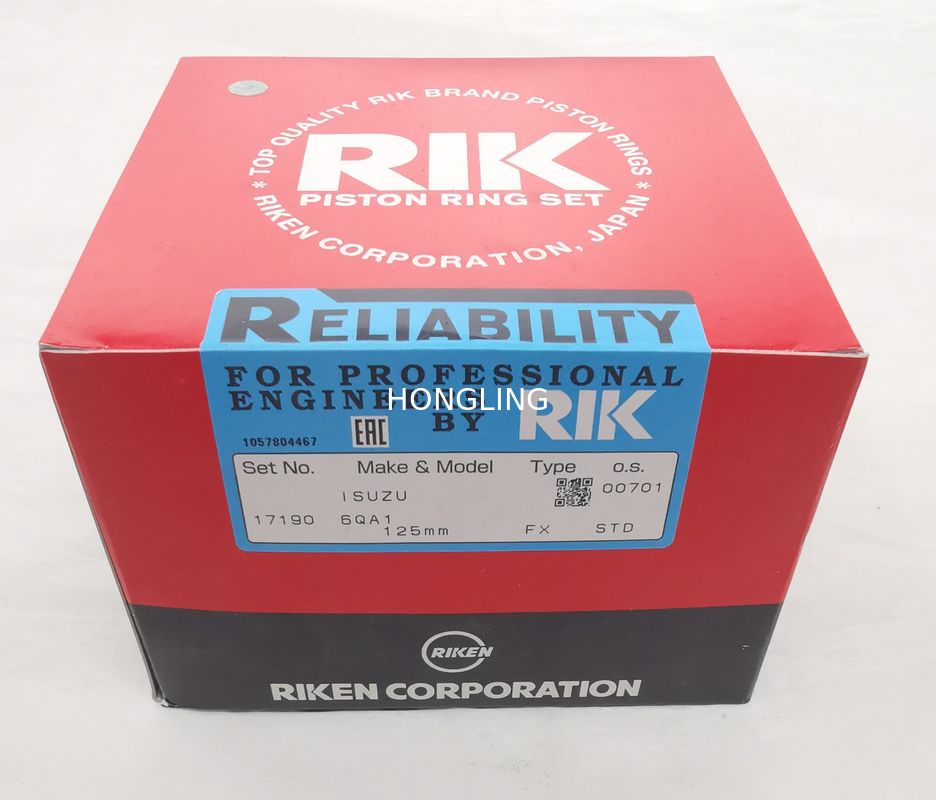 * TOP QUALITY RIK BRAND PISTON RINGS *
RIK
PISTON RING SET
RIKEN CORPORATION, JAPAN
RELIABILITY
FOR PROFESSIONAL
ENGINE
HONGLING
BY RIK
1057804467
EAC
Set No. Make & Model Type O.S.
ISUZU 00701
17190 6QA1 FX STD
125mm
RIKEN
RIKEN CORPORATION